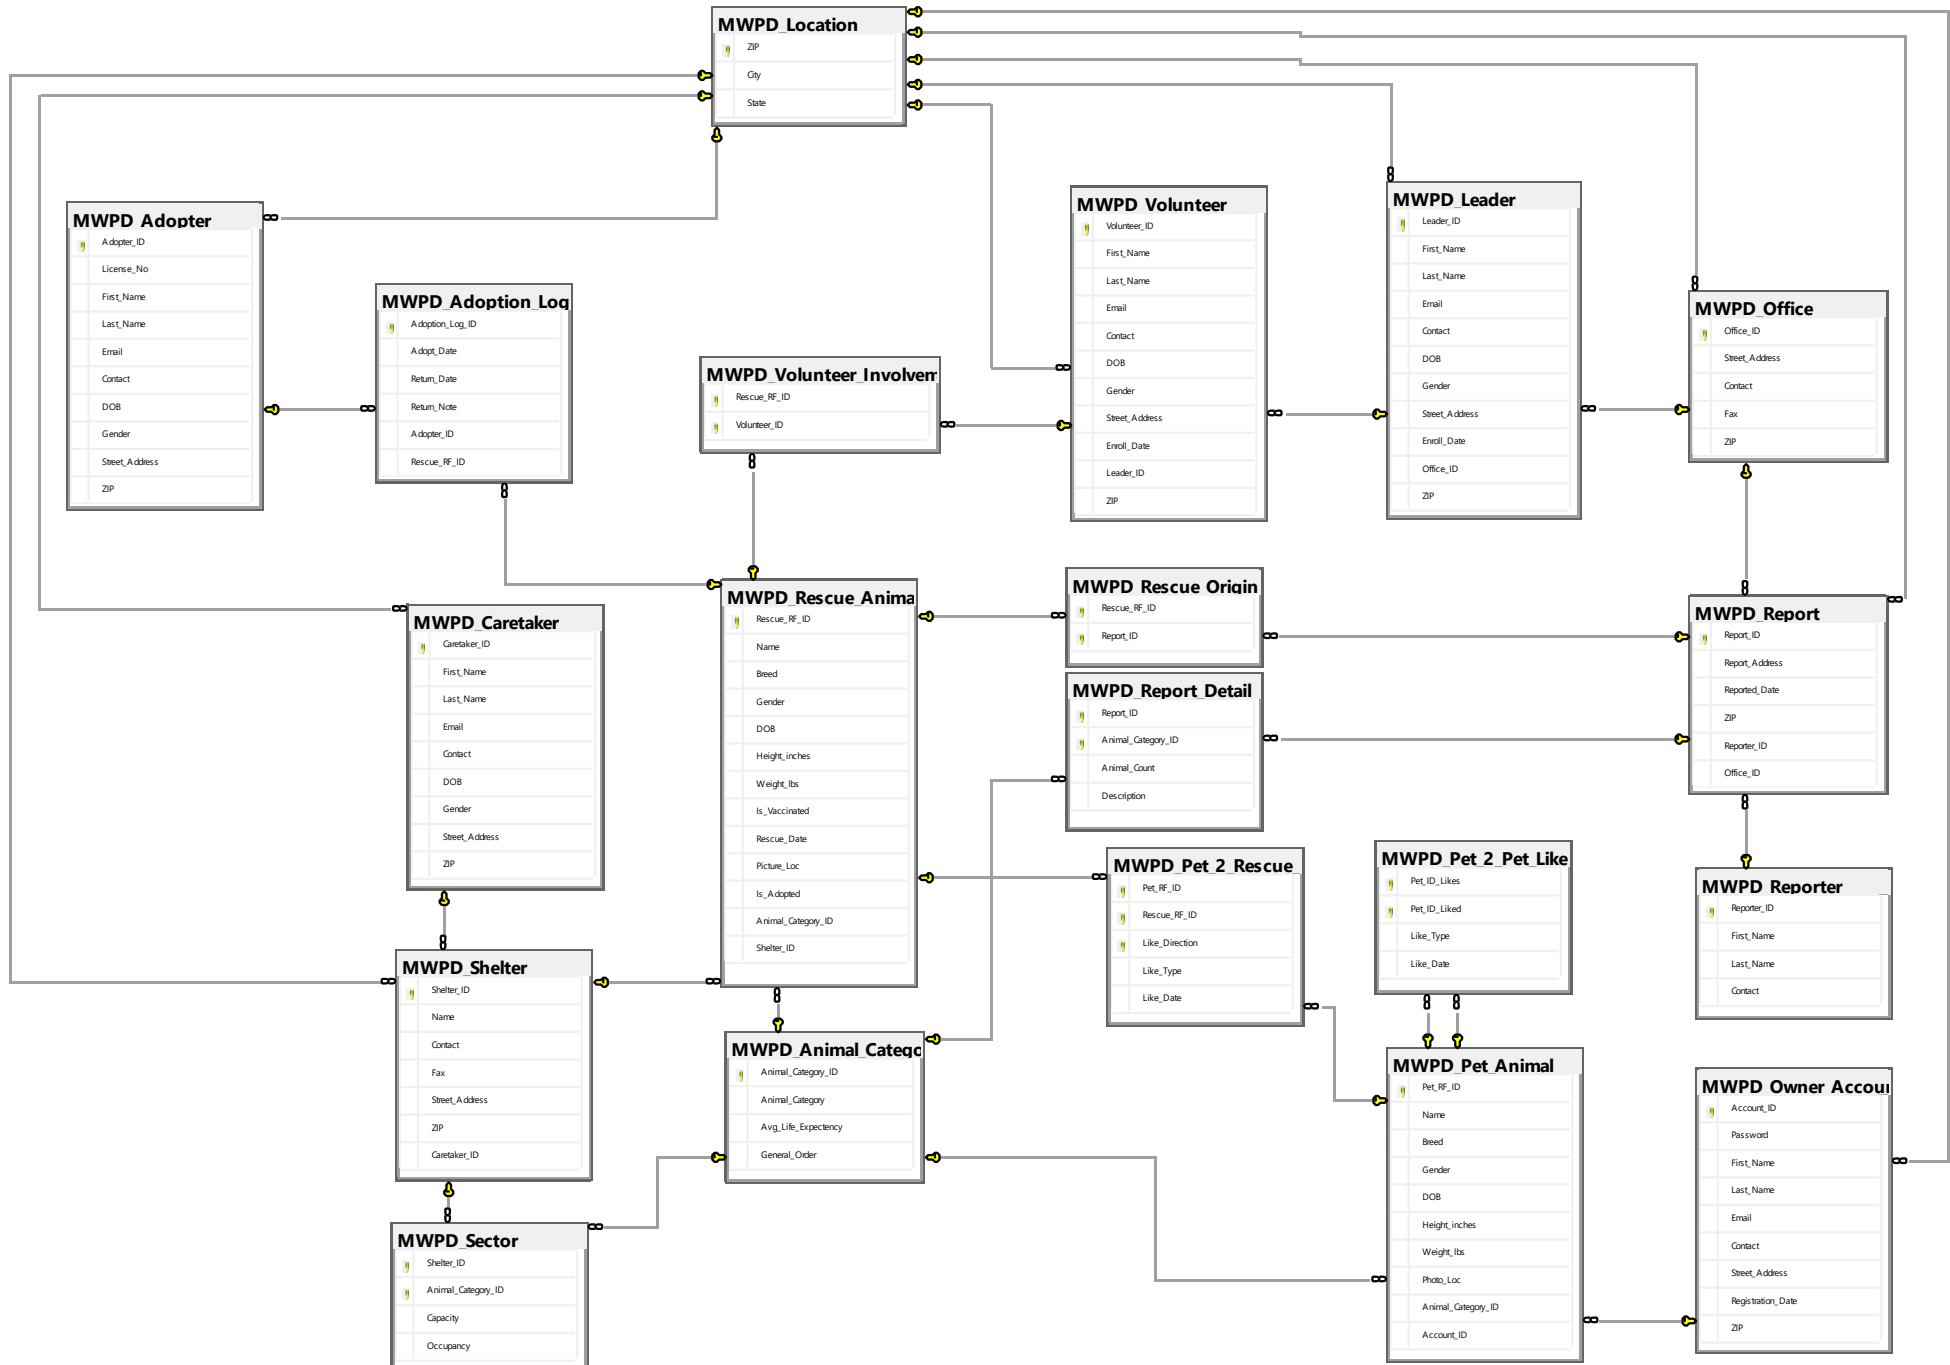 MWPD_Location
ZIP
City
State
MWPD_Adopter
Adopter_ID
License_No
First_Name
Last_Name
Email
Contact
DOB
Gender
Street_Address
ZIP
MWPD_Adoption_Log
Adoption_Log_ID
Adopt_Date
Return_Date
Return_Note
Adopter_ID
Rescue_RF_ID
MWPD_Volunteer_Involvem
Rescue_RF_ID
Volunteer_ID
MWPD_Volunteer
Volunteer_ID
First_Name
Last_Name
Email
Contact
DOB
Gender
Street_Address
Enroll_Date
Leader_ID
ZIP
MWPD_Leader
Leader_ID
First_Name
Last_Name
Email
Contact
DOB
Gender
Street_Address
Enroll_Date
Office_ID
ZIP
MWPD_Office
Office_ID
Street_Address
Contact
Fax
ZIP
MWPD_Caretaker
Caretaker_ID
First_Name
Last_Name
Email
Contact
DOB
Gender
Street_Address
ZIP
MWPD_Rescue_Anima
Rescue_RF_ID
Name
Breed
Gender
DOB
Height_inches
Weight_lbs
Is_Vaccinated
Rescue_Date
Picture_Loc
Is_Adopted
Animal_Category_ID
Shelter_ID
MWPD_Rescue_Origin
Rescue_RF_ID
Report_ID
MWPD_Report_Detail
Report_ID
Animal_Category_ID
Animal_Count
Description
MWPD_Report
Report_ID
Report_Address
Reported_Date
ZIP
Reporter_ID
Office_ID
MWPD_Pet_2_Rescue_
Pet_RF_ID
Rescue_RF_ID
Like_Direction
Like_Type
Like_Date
MWPD_Pet_2_Pet_Like
Pet_ID_Likes
Pet_ID_Liked
Like_Type
Like_Date
MWPD_Reporter
Reporter_ID
First_Name
Last_Name
Contact
MWPD_Shelter
Shelter_ID
Name
Contact
Fax
Street_Address
ZIP
Caretaker_ID
MWPD_Animal_Catego
Animal_Category_ID
Animal_Category
Avg_Life_Expectency
General_Order
MWPD_Pet_Animal
Pet_RF_ID
Name
Breed
Gender
DOB
Height_inches
Weight_lbs
Photo_Loc
Animal_Category_ID
Account_ID
MWPD_Owner_Accoun
Account_ID
Password
First_Name
Last_Name
Email
Contact
Street_Address
Registration_Date
ZIP
MWPD_Sector
Shelter_ID
Animal_Category_ID
Capacity
Occupancy